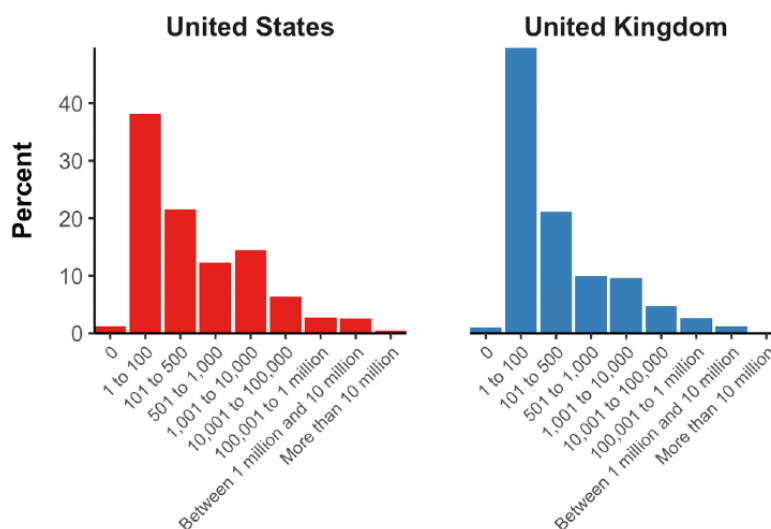 United States
United Kingdom
Percent
40
30
20
10
0
0
1 to 100
101 to 500
501 to 1,000
1,001 to 10,000
10,001 to 100,000
100,001 to 1 million
Between 1 million and 10 million
More than 10 million
0
1 to 100
101 to 500
501 to 1,000
1,001 to 10,000
10,001 to 100,000
100,001 to 1 million
Between 1 million and 10 million
More than 10 million